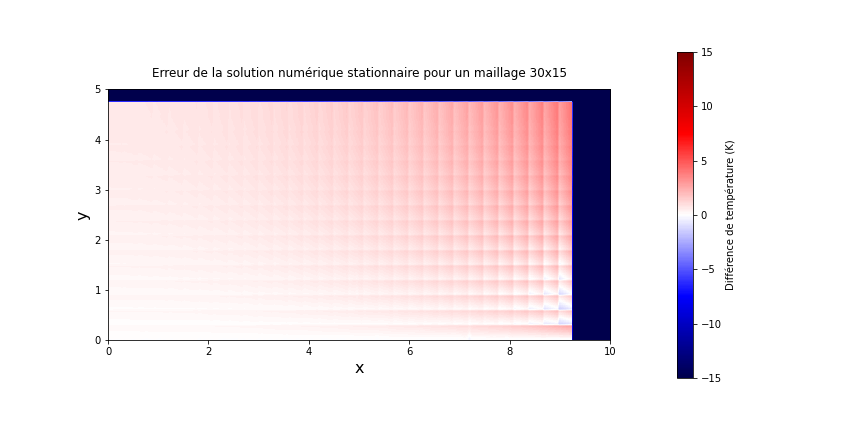 Erreur de la solution numérique stationnaire pour un maillage 30x15
5
4
3
2
1
0
y
0 2 4 6 8 10
x
15
10
5
0
−5
−10
−15
Différence de température (K)